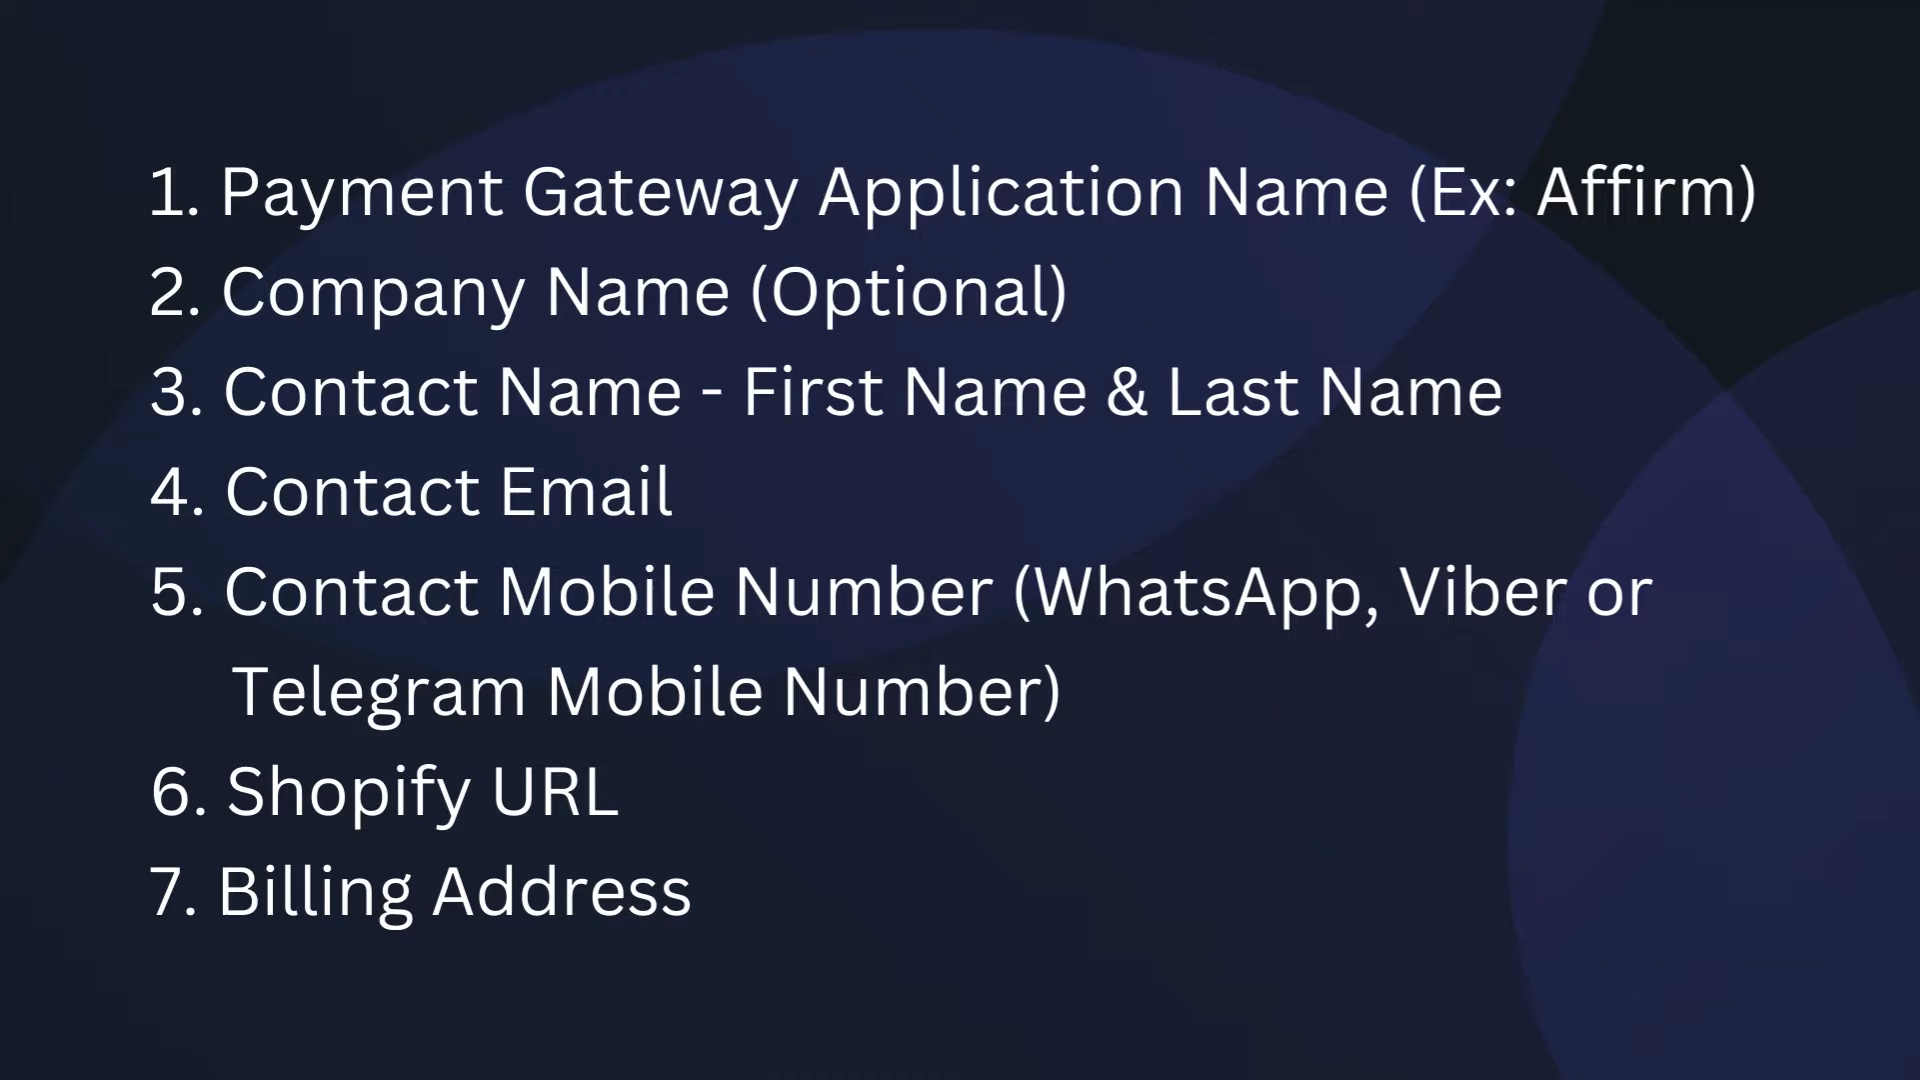 1. Payment Gateway Application Name (Ex: Affirm)
2. Company Name (Optional)
3. Contact Name - First Name & Last Name
4. Contact Email
5. Contact Mobile Number (WhatsApp, Viber or
Telegram Mobile Number)
6. Shopify URL
7. Billing Address